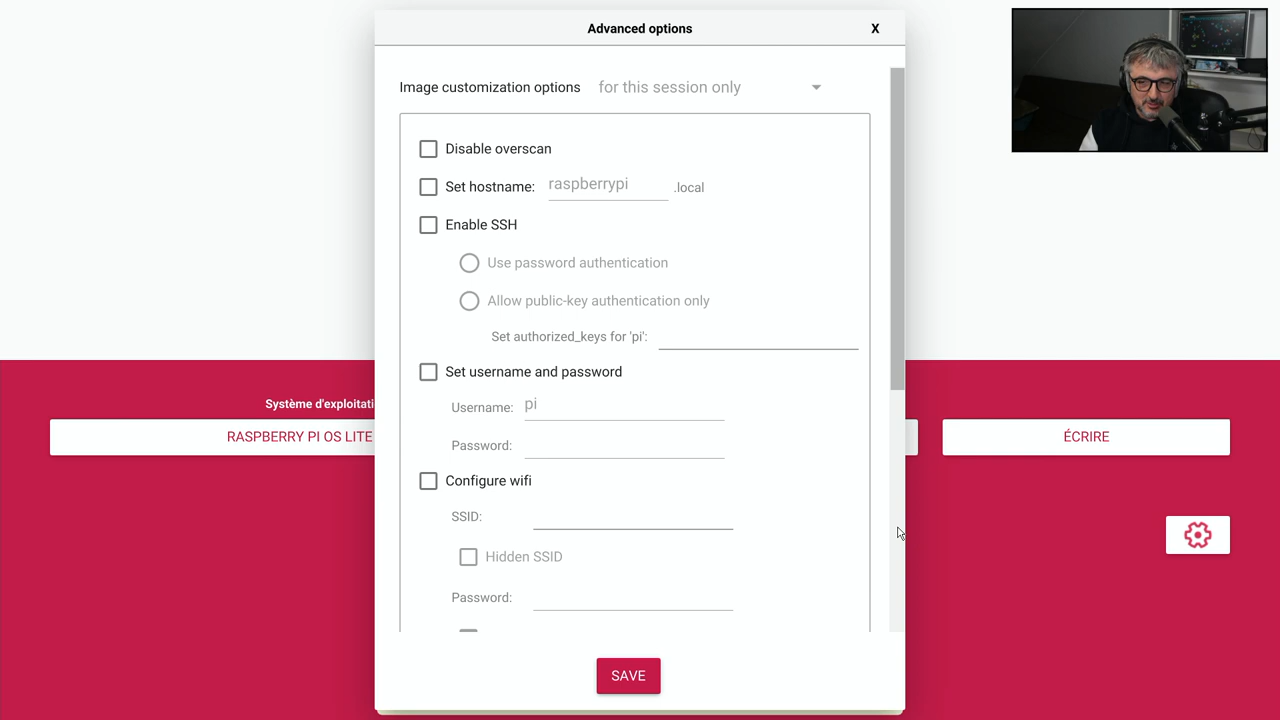 Advanced options
X
Image customization options for this session only
Disable overscan
Set hostname: raspberrypi .local
Enable SSH
Use password authentication
Allow public-key authentication only
Set authorized_keys for 'pi':
Set username and password
Username: pi
Password:
Configure wifi
SSID:
Hidden SSID
Password:
SAVE
Système d'exploitati
RASPBERRY PI OS LITE
ÉCRIRE